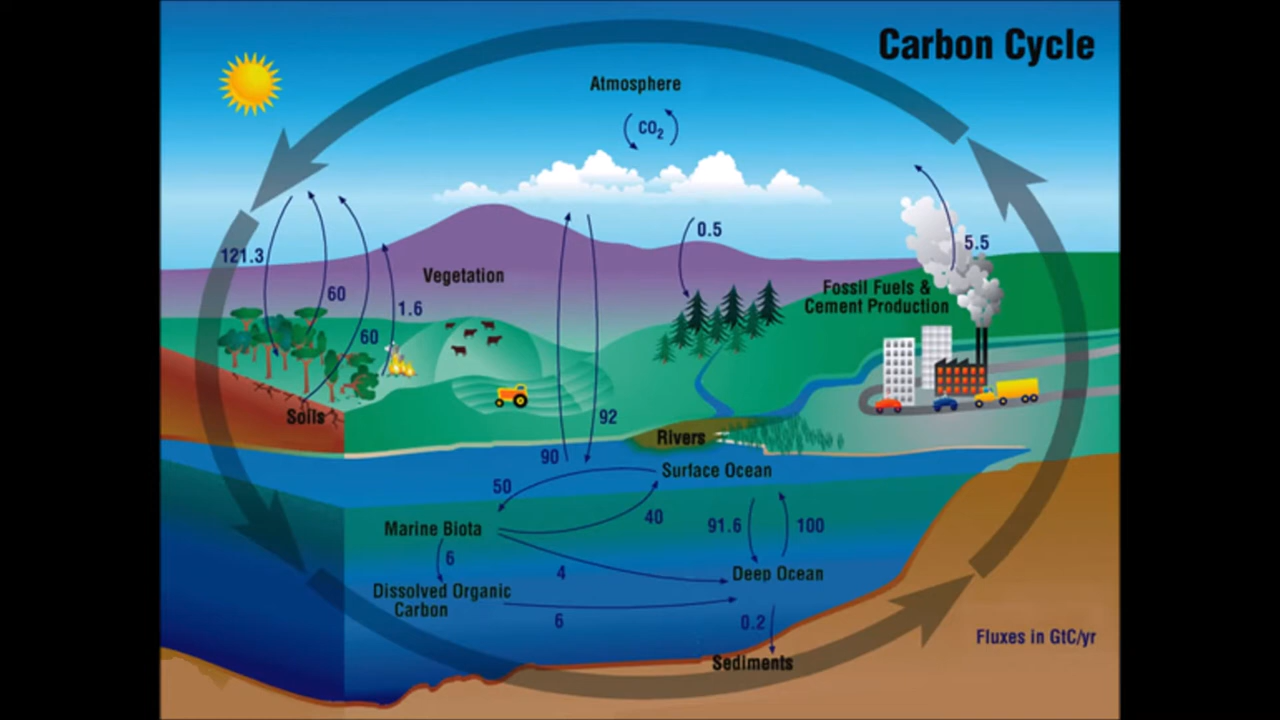 Carbon Cycle
Atmosphere
CO₂
121.3
60
60
1.6
Vegetation
0.5
5.5
Fossil Fuels &
Cement Production
Soils
92
90
Rivers
Surface Ocean
50
40
91.6
100
Marine Biota
6
4
Deep Ocean
Dissolved Organic
Carbon
6
0.2
Sediments
Fluxes in GtC/yr